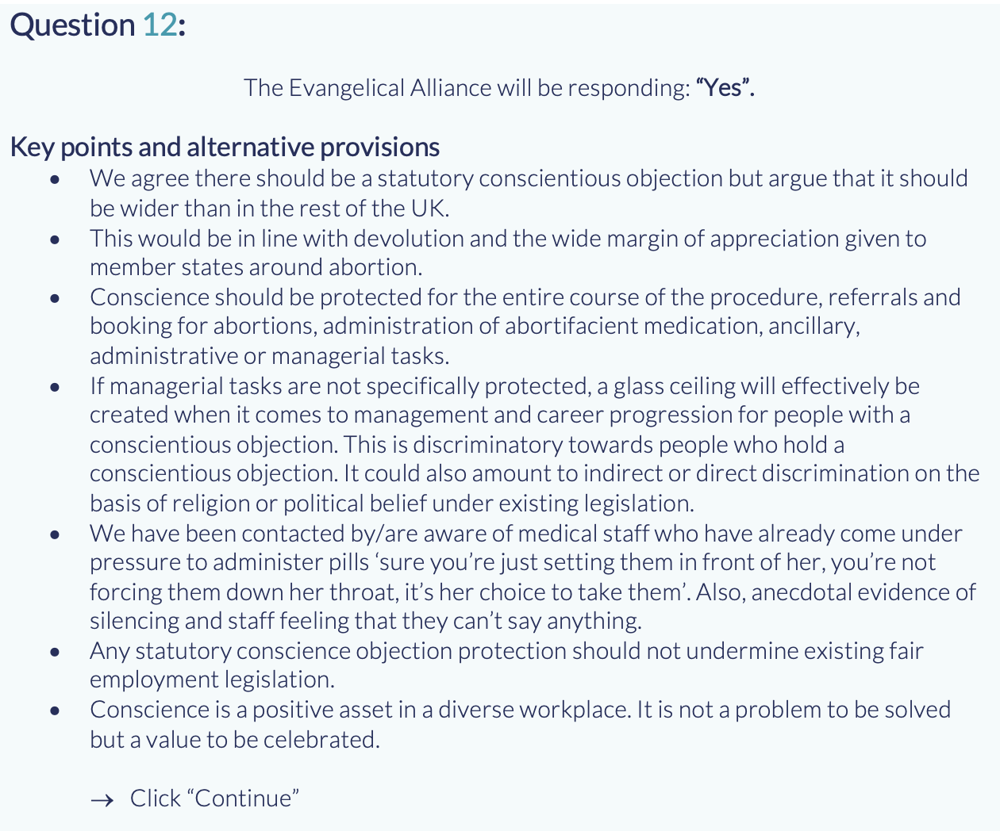 Question 12:
The Evangelical Alliance will be responding: “Yes”.
Key points and alternative provisions
• We agree there should be a statutory conscientious objection but argue that it should
be wider than in the rest of the UK.
• This would be in line with devolution and the wide margin of appreciation given to
member states around abortion.
• Conscience should be protected for the entire course of the procedure, referrals and
booking for abortions, administration of abortifacient medication, ancillary,
administrative or managerial tasks.
• If managerial tasks are not specifically protected, a glass ceiling will effectively be
created when it comes to management and career progression for people with a
conscientious objection. This is discriminatory towards people who hold a
conscientious objection. It could also amount to indirect or direct discrimination on the
basis of religion or political belief under existing legislation.
• We have been contacted by/are aware of medical staff who have already come under
pressure to administer pills ‘sure you’re just setting them in front of her, you’re not
forcing them down her throat, it’s her choice to take them’. Also, anecdotal evidence of
silencing and staff feeling that they can’t say anything.
• Any statutory conscience objection protection should not undermine existing fair
employment legislation.
• Conscience is a positive asset in a diverse workplace. It is not a problem to be solved
but a value to be celebrated.
→ Click “Continue”